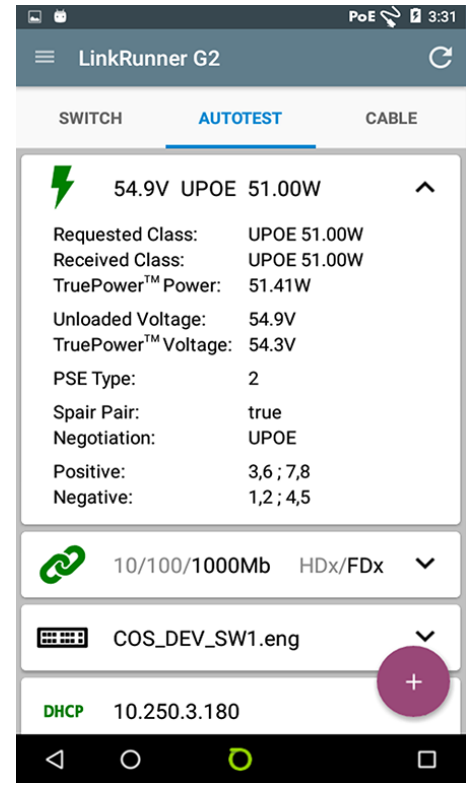 PoE 3:31
LinkRunner G2
SWITCH AUTOTEST CABLE
54.9V UPOE 51.00W
Requested Class: UPOE 51.00W
Received Class: UPOE 51.00W
TruePower™ Power: 51.41W
Unloaded Voltage: 54.9V
TruePower™ Voltage: 54.3V
PSE Type: 2
Spair Pair: true
Negotiation: UPOE
Positive: 3,6 ; 7,8
Negative: 1,2 ; 4,5
10/100/1000Mb HDx/FDx
COS_DEV_SW1.eng
+
DHCP 10.250.3.180